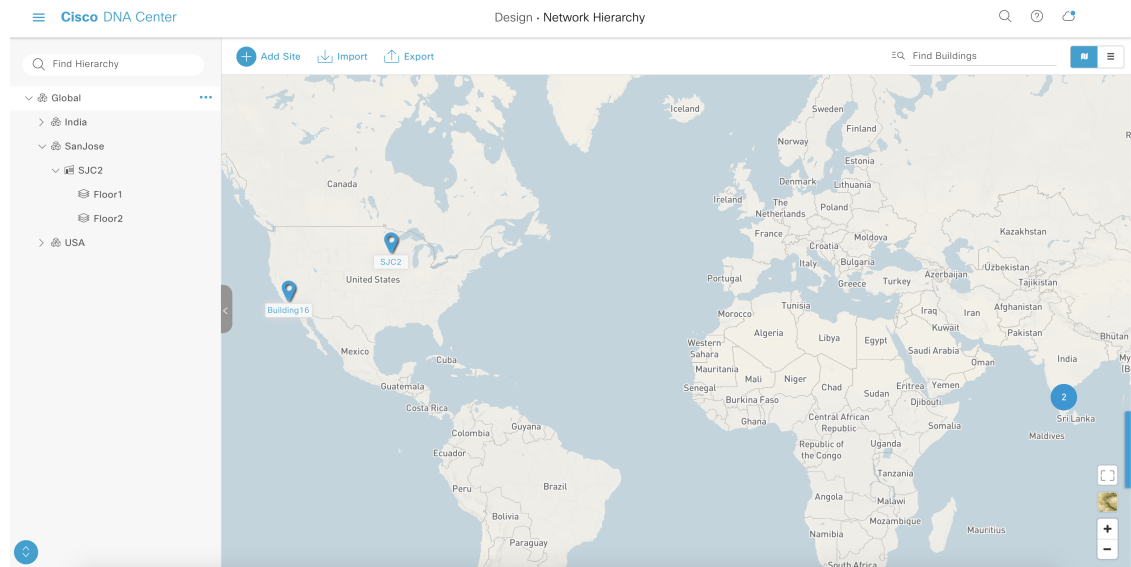 Cisco DNA Center
Design • Network Hierarchy
Find Hierarchy
Add Site
Import
Export
Find Buildings
Global
India
SanJose
SJC2
Floor1
Floor2
USA
Iceland
Sweden
Finland
Norway
R
Estonia
Canada
Denmark
Lithuania
Ireland
The
Netherlands
Poland
France
Moldova
Kazakhstan
Croatia
SJC2
Italy
Bulgaria
Uzbekistan
United States
Portugal
Greece
Turkey
Azerbaijan
Tajikistan
Building16
Tunisia
Morocco
Iraq
Iran
Afghanistan
Kuwait
Algeria
Libya
Egypt
Pakistan
Bhutan
Mexico
Western
Sahara
Saudi Arabia
Oman
India
My
(B
Cuba
Mauritania
Guatemala
Senegal
Mali
Niger
Chad
Sudan
Eritrea
Yemen
2
Burkina Faso
Djibouti
Costa Rica
Ghana
Central African
Republic
Somalia
Sri Lanka
Guyana
Colombia
Maldives
Republic of
the Congo
Uganda
Ecuador
Tanzania
Peru
Brazil
Angola
Malawi
Bolivia
Mozambique
Namibia
Mauritius
Paraguay
South Africa